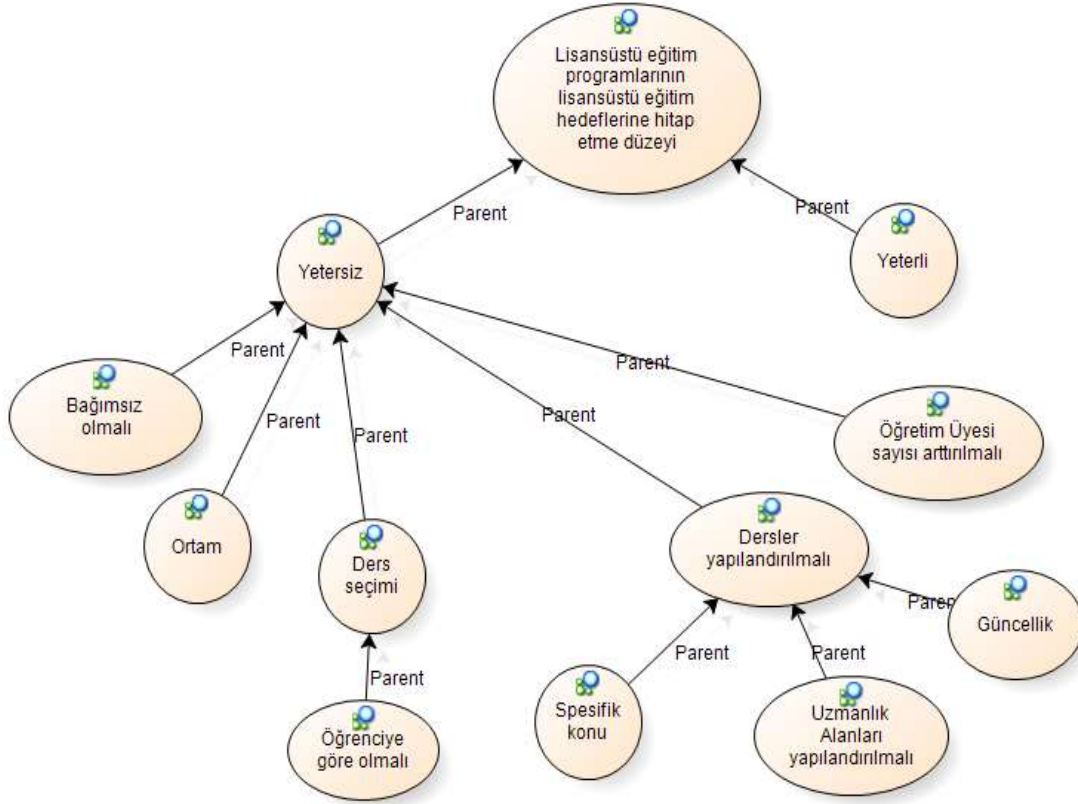 Lisansüstü eğitim
programlarının
lisansüstü eğitim
hedeflerine hitap
etme düzeyi
Parent
Parent
Yetersiz
Yeterli
Parent
Parent
Bağımsız
olmalı
Parent
Parent
Parent
Öğretim Üyesi
sayısı arttırılmalı
Ortam
Ders
seçimi
Dersler
yapılandırılmalı
Paren
Güncellik
Parent
Parent
Parent
Öğrenciye
göre olmalı
Spesifik
konu
Uzmanlık
Alanları
yapılandırılmalı